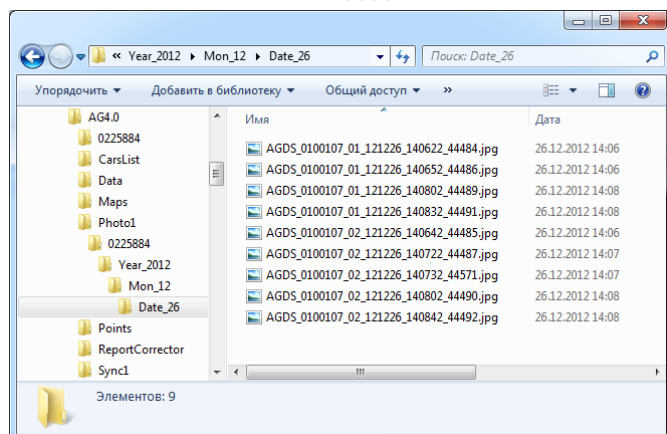 « Year_2012 ▸ Mon_12 ▸ Date_26
Поиск: Date_26
Упорядочить ▾ Добавить в библиотеку ▾ Общий доступ ▾ »
AG4.0
0225884
CarsList
Data
Maps
Photo1
0225884
Year_2012
Mon_12
Date_26
Points
ReportCorrector
Sync1
Имя Дата
AGDS_0100107_01_121226_140622_44484.jpg 26.12.2012 14:06
AGDS_0100107_01_121226_140652_44486.jpg 26.12.2012 14:06
AGDS_0100107_01_121226_140802_44489.jpg 26.12.2012 14:08
AGDS_0100107_01_121226_140832_44491.jpg 26.12.2012 14:08
AGDS_0100107_02_121226_140642_44485.jpg 26.12.2012 14:06
AGDS_0100107_02_121226_140722_44487.jpg 26.12.2012 14:07
AGDS_0100107_02_121226_140732_44571.jpg 26.12.2012 14:07
AGDS_0100107_02_121226_140802_44490.jpg 26.12.2012 14:08
AGDS_0100107_02_121226_140842_44492.jpg 26.12.2012 14:08
Элементов: 9